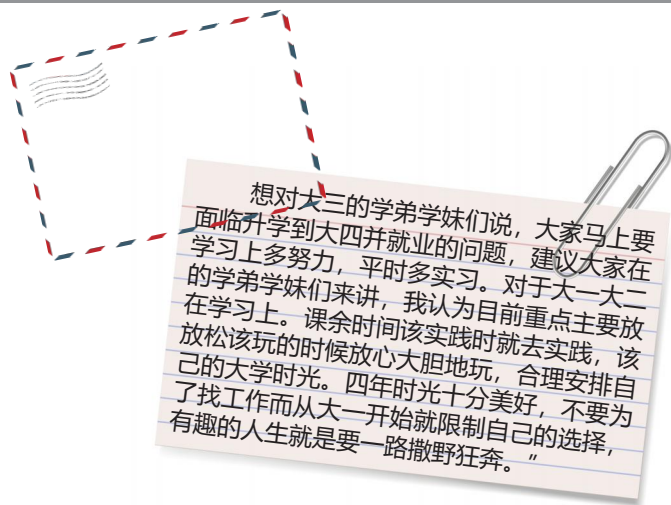 想对大三的学弟学妹们说，大家马上要
面临升学到大四并就业的问题，建议大家在
学习上多努力，平时多实习。对于大一大二
的学弟学妹们来讲，我认为目前重点主要放
在学习上。课余时间该实践时就去实践，该
放松该玩的时候放心大胆地玩，合理安排自
己的大学时光。四年时光十分美好，不要为
了找工作而从大一开始就限制自己的选择，
有趣的人生就是要一路撒野狂奔。”